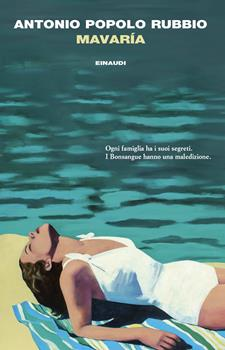 ANTONIO POPOLO RUBBIO
MAVARÍA
EINAUDI
Ogni famiglia ha i suoi segreti.
I Bonsangue hanno una maledizione.